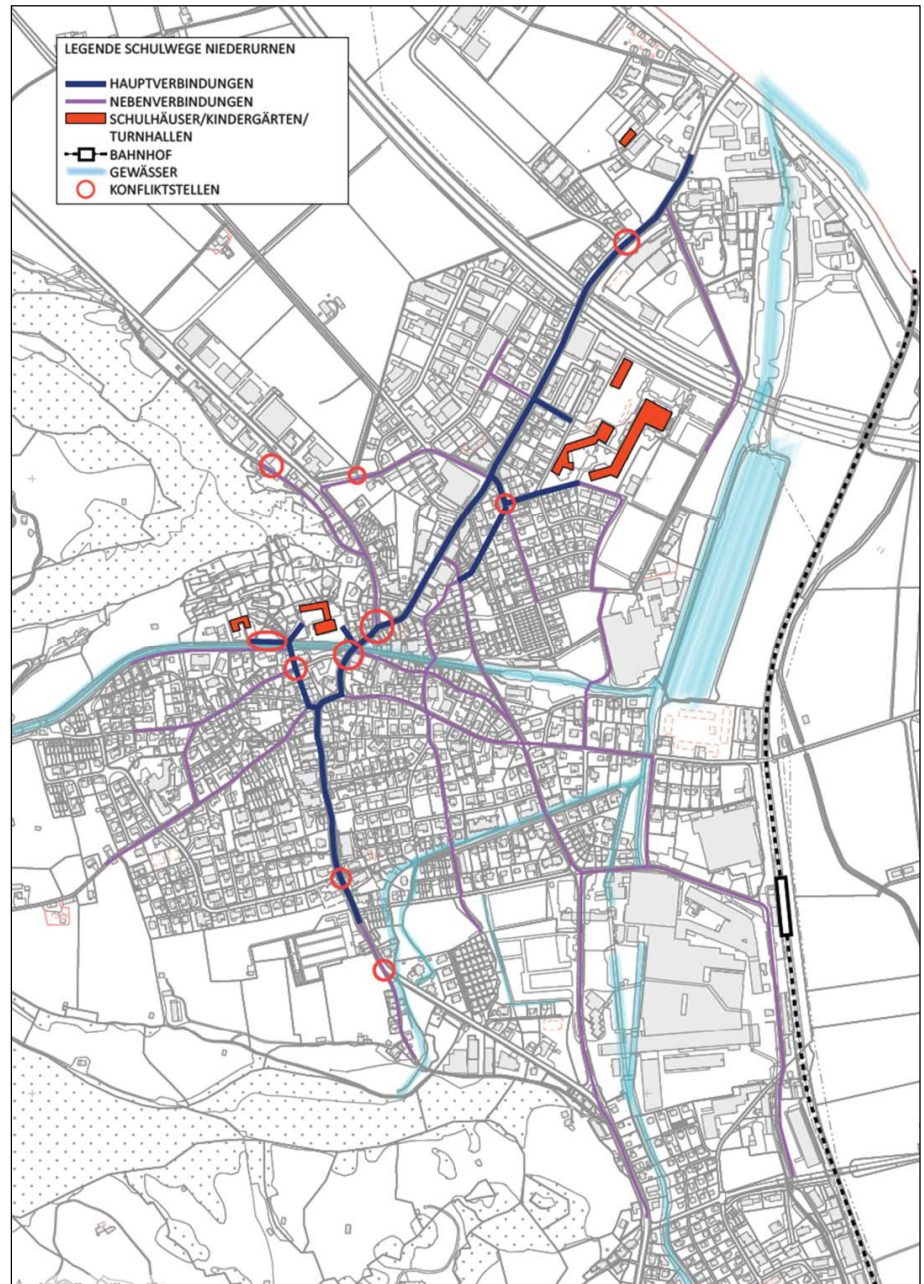 LEGENDE SCHULWEGE NIEDERURNEN
HAUPTVERBINDUNGEN
NEBENVERBINDUNGEN
SCHULHÄUSER/KINDERGÄRTEN/
TURNHALLEN
BAHNHOF
GEWÄSSER
KONFLIKTSTELLEN